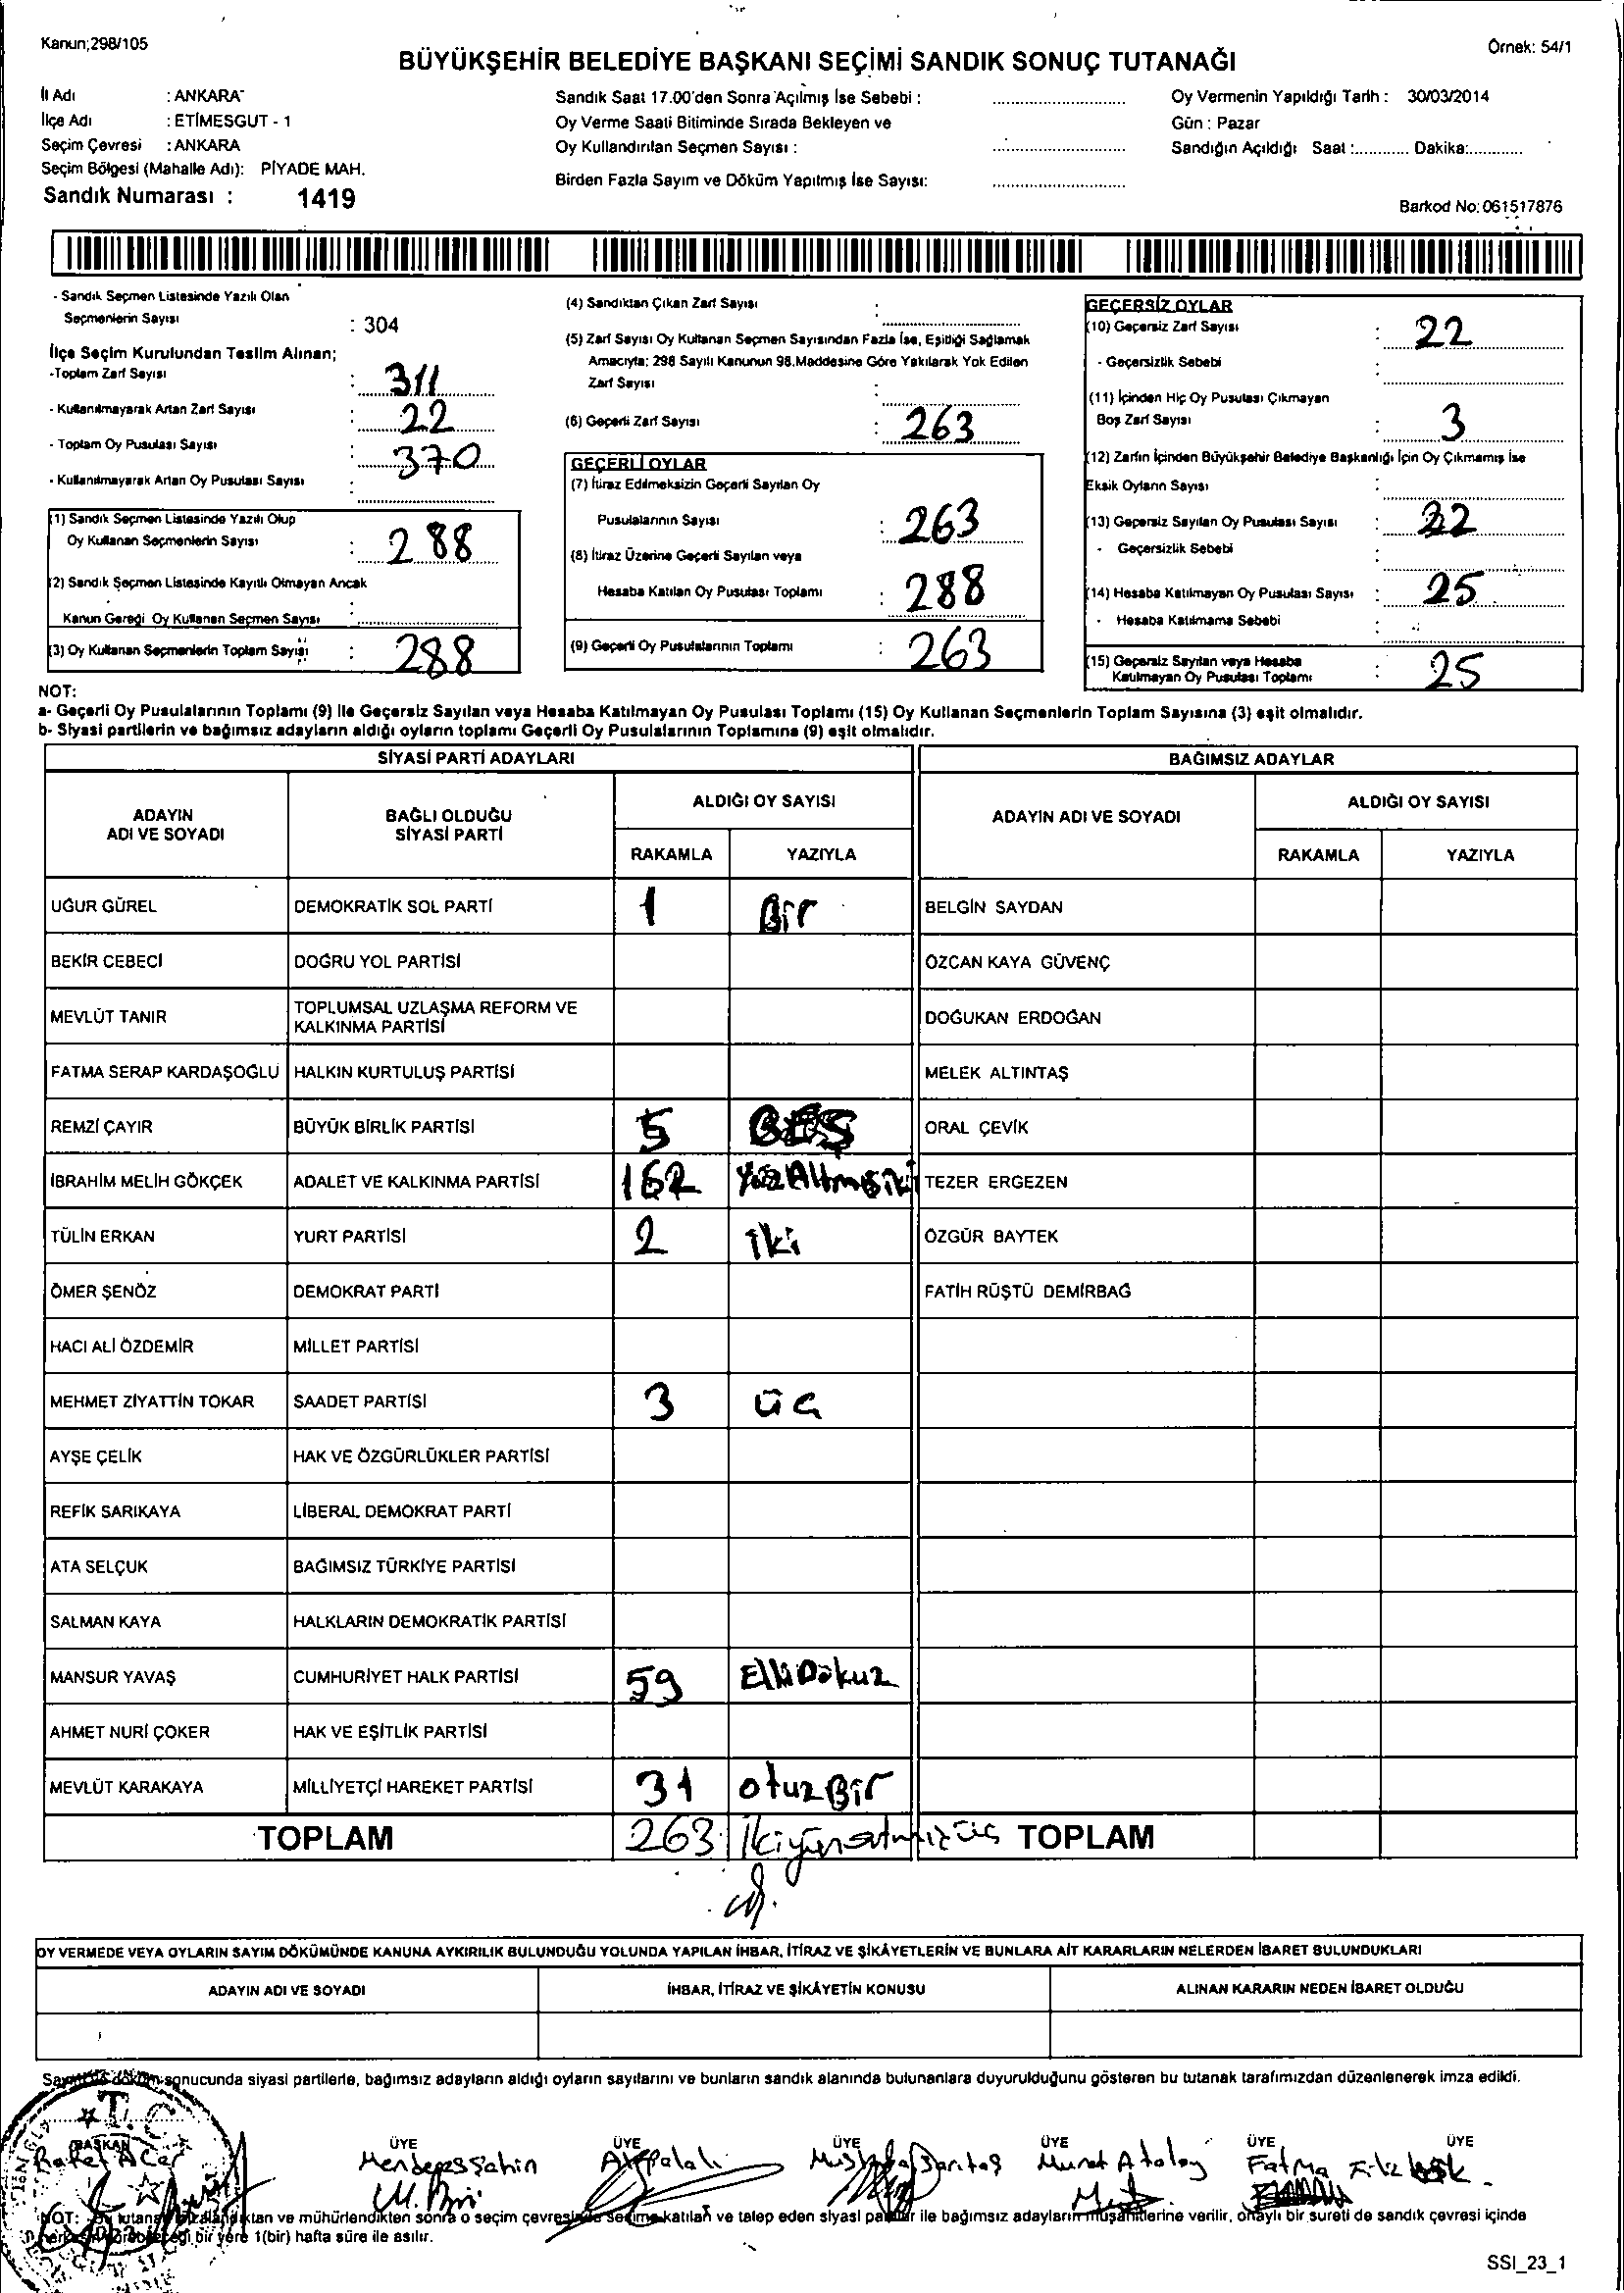 Kanun;298/105
Örnek: 54/1
BÜYÜKŞEHİR BELEDİYE BAŞKANI SEÇİMİ SANDIK SONUÇ TUTANAĞI
İl Adı : ANKARA
İlçe Adı : ETİMESGUT - 1
Seçim Çevresi : ANKARA
Seçim Bölgesi (Mahalle Adı): PİYADE MAH.
Sandık Numarası : 1419
Sandık Saat 17.00'den Sonra Açılmış İse Sebebi :
Oy Verme Saati Bitiminde Sırada Bekleyen ve
Oy Kullandırılan Seçmen Sayısı :
Birden Fazla Sayım ve Döküm Yapılmış İse Sayısı:
Oy Vermenin Yapıldığı Tarih : 30/03/2014
Gün : Pazar
Sandığın Açıldığı Saat :............ Dakika:............
Barkod No: 061517876
- Sandık Seçmen Listesinde Yazılı Olan
Seçmenlerin Sayısı : 304
İlçe Seçim Kurulundan Teslim Alınan;
-Toplam Zarf Sayısı : 311
- Kullanılmayarak Artan Zarf Sayısı : 22
- Toplam Oy Pusulası Sayısı : 370
- Kullanılmayarak Artan Oy Pusulası Sayısı :
(1) Sandık Seçmen Listesinde Yazılı Olup
Oy Kullanan Seçmenlerin Sayısı : 288
(2) Sandık Seçmen Listesinde Kayıtlı Olmayan Ancak
Kanun Gereği Oy Kullanan Seçmen Sayısı :
(3) Oy Kullanan Seçmenlerin Toplam Sayısı : 288
(4) Sandıktan Çıkan Zarf Sayısı :
(5) Zarf Sayısı Oy Kullanan Seçmen Sayısından Fazla İse, Eşitliği Sağlamak
Amacıyla; 298 Sayılı Kanunun 98.Maddesine Göre Yakılarak Yok Edilen
Zarf Sayısı :
(6) Geçerli Zarf Sayısı : 263
GEÇERLİ OYLAR
(7) İtiraz Edilmeksizin Geçerli Sayılan Oy
Pusulalarının Sayısı : 263
(8) İtiraz Üzerine Geçerli Sayılan veya
Hesaba Katılan Oy Pusulası Toplamı : 288
(9) Geçerli Oy Pusulalarının Toplamı : 263
GEÇERSİZ OYLAR
(10) Geçersiz Zarf Sayısı : 22
- Geçersizlik Sebebi :
(11) İçinden Hiç Oy Pusulası Çıkmayan
Boş Zarf Sayısı : 3
(12) Zarfın İçinden Büyükşehir Belediye Başkanlığı İçin Oy Çıkmamış İse
Eksik Oyların Sayısı :
(13) Geçersiz Sayılan Oy Pusulası Sayısı : 22
- Geçersizlik Sebebi :
(14) Hesaba Katılmayan Oy Pusulası Sayısı : 25
- Hesaba Katılmama Sebebi :
(15) Geçersiz Sayılan veya Hesaba
Katılmayan Oy Pusulası Toplamı : 25
NOT:
a- Geçerli Oy Pusulalarının Toplamı (9) ile Geçersiz Sayılan veya Hesaba Katılmayan Oy Pusulası Toplamı (15) Oy Kullanan Seçmenlerin Toplam Sayısına (3) eşit olmalıdır.
b- Siyasi partilerin ve bağımsız adayların aldığı oyların toplamı Geçerli Oy Pusulalarının Toplamına (9) eşit olmalıdır.
SİYASİ PARTİ ADAYLARI BAĞIMSIZ ADAYLAR
ADAYIN ADI VE SOYADI BAĞLI OLDUĞU SİYASİ PARTİ ALDIĞI OY SAYISI ADAYIN ADI VE SOYADI ALDIĞI OY SAYISI
RAKAMLA YAZIYLA RAKAMLA YAZIYLA
UĞUR GÜREL DEMOKRATİK SOL PARTİ 1 Bir BELGİN SAYDAN
BEKİR CEBECİ DOĞRU YOL PARTİSİ ÖZCAN KAYA GÜVENÇ
MEVLÜT TANIR TOPLUMSAL UZLAŞMA REFORM VE KALKINMA PARTİSİ DOĞUKAN ERDOĞAN
FATMA SERAP KARDAŞOĞLU HALKIN KURTULUŞ PARTİSİ MELEK ALTINTAŞ
REMZİ ÇAYIR BÜYÜK BİRLİK PARTİSİ 5 BEŞ ORAL ÇEVİK
İBRAHİM MELİH GÖKÇEK ADALET VE KALKINMA PARTİSİ 162 YüzAltmışiki TEZER ERGEZEN
TÜLİN ERKAN YURT PARTİSİ 2 iki ÖZGÜR BAYTEK
ÖMER ŞENÖZ DEMOKRAT PARTİ FATİH RÜŞTÜ DEMİRBAĞ
HACI ALİ ÖZDEMİR MİLLET PARTİSİ
MEHMET ZİYATTİN TOKAR SAADET PARTİSİ 3 üç
AYŞE ÇELİK HAK VE ÖZGÜRLÜKLER PARTİSİ
REFİK SARIKAYA LİBERAL DEMOKRAT PARTİ
ATA SELÇUK BAĞIMSIZ TÜRKİYE PARTİSİ
SALMAN KAYA HALKLARIN DEMOKRATİK PARTİSİ
MANSUR YAVAŞ CUMHURİYET HALK PARTİSİ 59 ElliDokuz
AHMET NURİ ÇOKER HAK VE EŞİTLİK PARTİSİ
MEVLÜT KARAKAYA MİLLİYETÇİ HAREKET PARTİSİ 31 otuzBir
TOPLAM 263 İkiyüzatmışüç TOPLAM
OY VERMEDE VEYA OYLARIN SAYIM DÖKÜMÜNDE KANUNA AYKIRILIK BULUNDUĞU YOLUNDA YAPILAN İHBAR, İTİRAZ VE ŞİKÂYETLERİN VE BUNLARA AİT KARARLARIN NELERDEN İBARET BULUNDUKLARI
ADAYIN ADI VE SOYADI İHBAR, İTİRAZ VE ŞİKÂYETİN KONUSU ALINAN KARARIN NEDEN İBARET OLDUĞU
sonucunda siyasi partilerle, bağımsız adayların aldığı oyların sayılarını ve bunların sandık alanında bulunanlara duyurulduğunu gösteren bu tutanak tarafımızdan düzenlenerek imza edildi.
T.C.
BAŞKAN ÜYE ÜYE ÜYE ÜYE ÜYE ÜYE
Menderes Şahin Mustafa Sarıtaş Murat Atalay Fatma Filiz
NOT: ve mühürlendikten sonra o seçim çevresinde seçime katılan ve talep eden siyasi partiler ile bağımsız adayların müşahitlerine verilir, onaylı bir sureti de sandık çevresi içinde
bir yere 1(bir) hafta süre ile asılır.
SSI_23_1